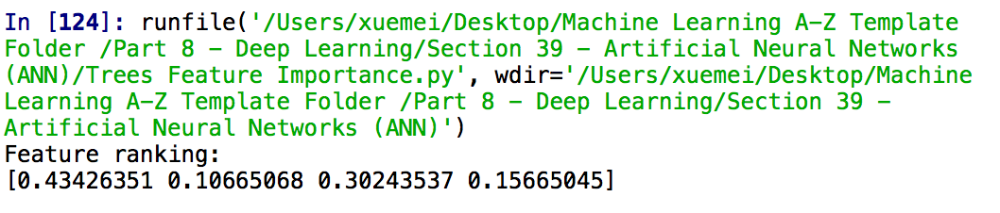 In [124]: runfile('/Users/xuemei/Desktop/Machine Learning A-Z Template
Folder /Part 8 - Deep Learning/Section 39 - Artificial Neural Networks
(ANN)/Trees Feature Importance.py', wdir='/Users/xuemei/Desktop/Machine
Learning A-Z Template Folder /Part 8 - Deep Learning/Section 39 -
Artificial Neural Networks (ANN)')
Feature ranking:
[0.43426351 0.10665068 0.30243537 0.15665045]